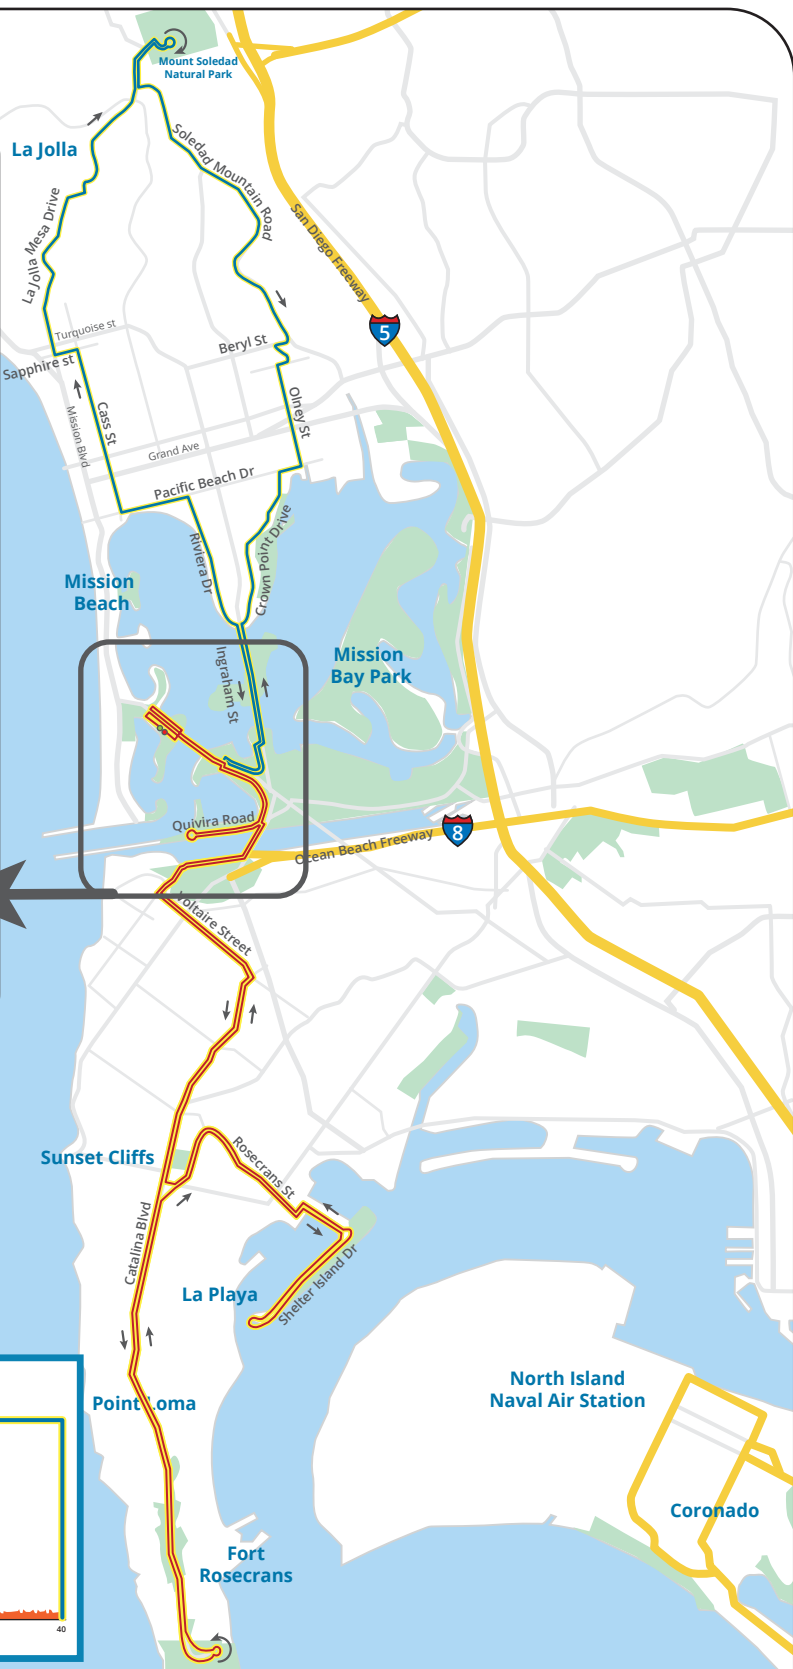 Mount Soledad
Natural Park
La Jolla
Soledad Mountain Road
La Jolla Mesa Drive
San Diego Freeway
5
Turquoise st
Beryl St
Sapphire st
Mission Blvd
Cass St
Olney St
Grand Ave
Pacific Beach Dr
Riviera Dr
Crown Point Drive
Mission
Beach
Mission
Bay Park
Ingraham St
Quivira Road
8
Ocean Beach Freeway
Voltaire Street
Sunset Cliffs
Rosecrans St
Catalina Blvd
La Playa
Shelter Island Dr
North Island
Naval Air Station
Point Loma
Coronado
Fort
Rosecrans
40